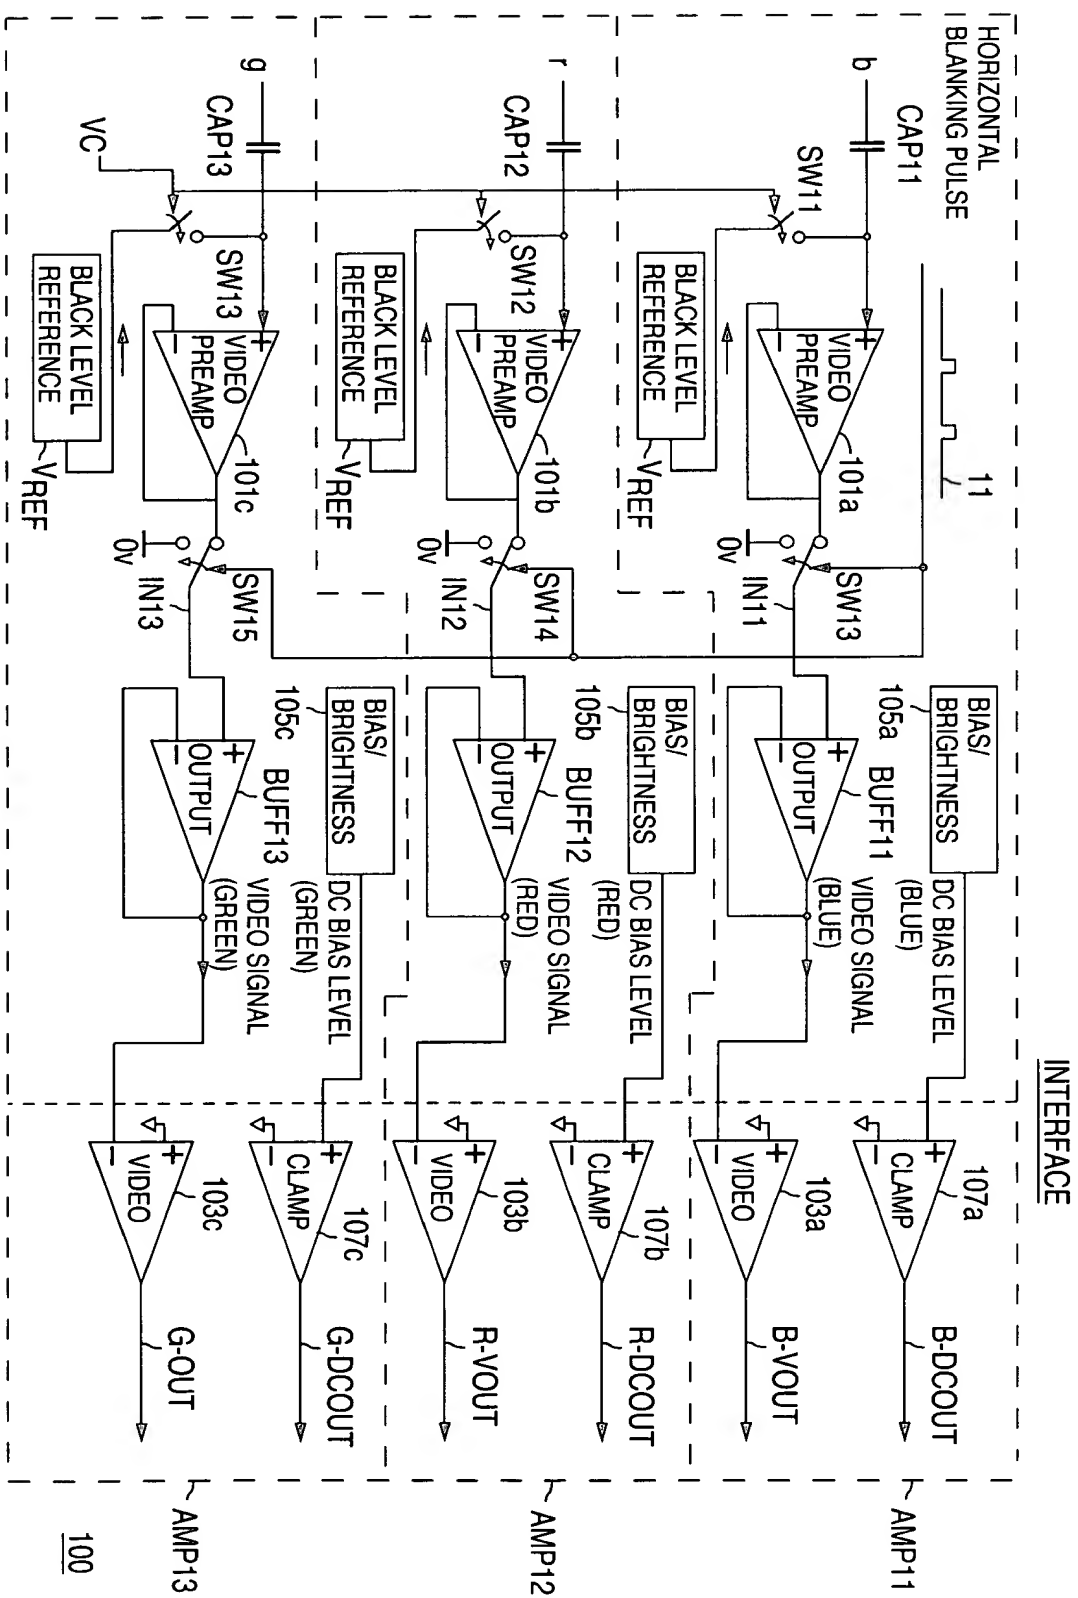 INTERFACE
HORIZONTAL
BLANKING PULSE
11
b
CAP11
SW11
BLACK LEVEL
REFERENCE
VREF
+
−
VIDEO
PREAMP
101a
0v
SW13
IN11
BIAS/
BRIGHTNESS
105a
DC BIAS LEVEL
(BLUE)
+
−
OUTPUT
BUFF11
VIDEO SIGNAL
(BLUE)
+
−
CLAMP
107a
B-DCOUT
+
−
VIDEO
103a
B-VOUT
AMP11
r
CAP12
SW12
BLACK LEVEL
REFERENCE
VREF
+
−
VIDEO
PREAMP
101b
0v
SW14
IN12
BIAS/
BRIGHTNESS
105b
DC BIAS LEVEL
(RED)
+
−
OUTPUT
BUFF12
VIDEO SIGNAL
(RED)
+
−
CLAMP
107b
R-DCOUT
+
−
VIDEO
103b
R-VOUT
AMP12
g
CAP13
VC
SW13
BLACK LEVEL
REFERENCE
VREF
+
−
VIDEO
PREAMP
101c
0v
SW15
IN13
BIAS/
BRIGHTNESS
105c
DC BIAS LEVEL
(GREEN)
+
−
OUTPUT
BUFF13
VIDEO SIGNAL
(GREEN)
+
−
CLAMP
107c
G-DCOUT
+
−
VIDEO
103c
G-OUT
AMP13
100